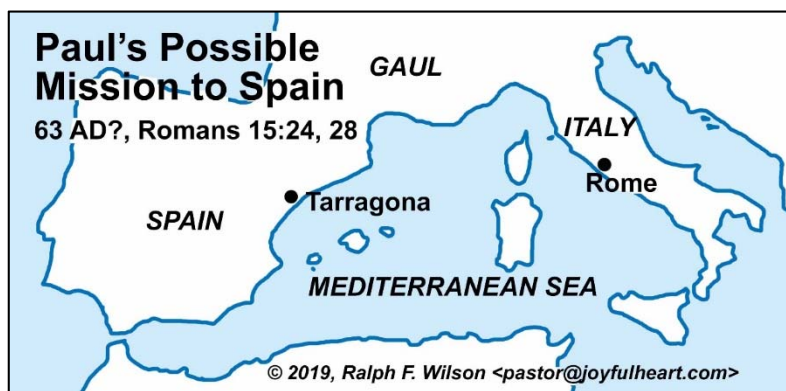 Paul's Possible
Mission to Spain
63 AD?, Romans 15:24, 28
GAUL
ITALY
Rome
Tarragona
SPAIN
MEDITERRANEAN SEA
© 2019, Ralph F. Wilson <pastor@joyfulheart.com>